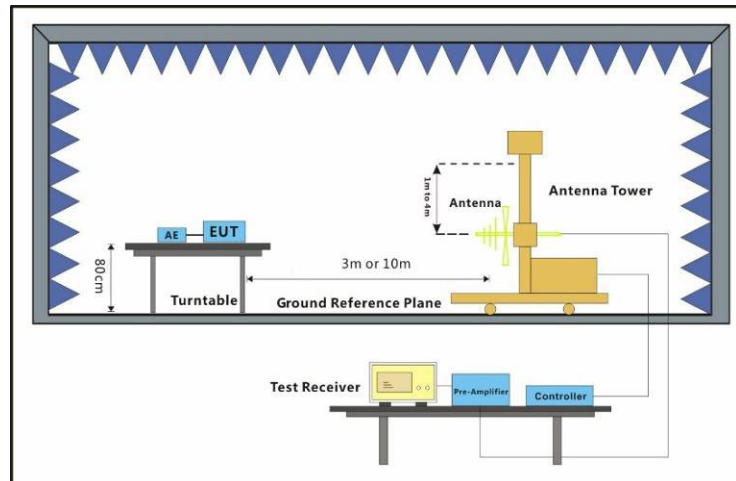 1m to 4m
Antenna
Antenna Tower
AE
EUT
80cm
3m or 10m
Turntable
Ground Reference Plane
Test Receiver
Pre-Amplifier
Controller